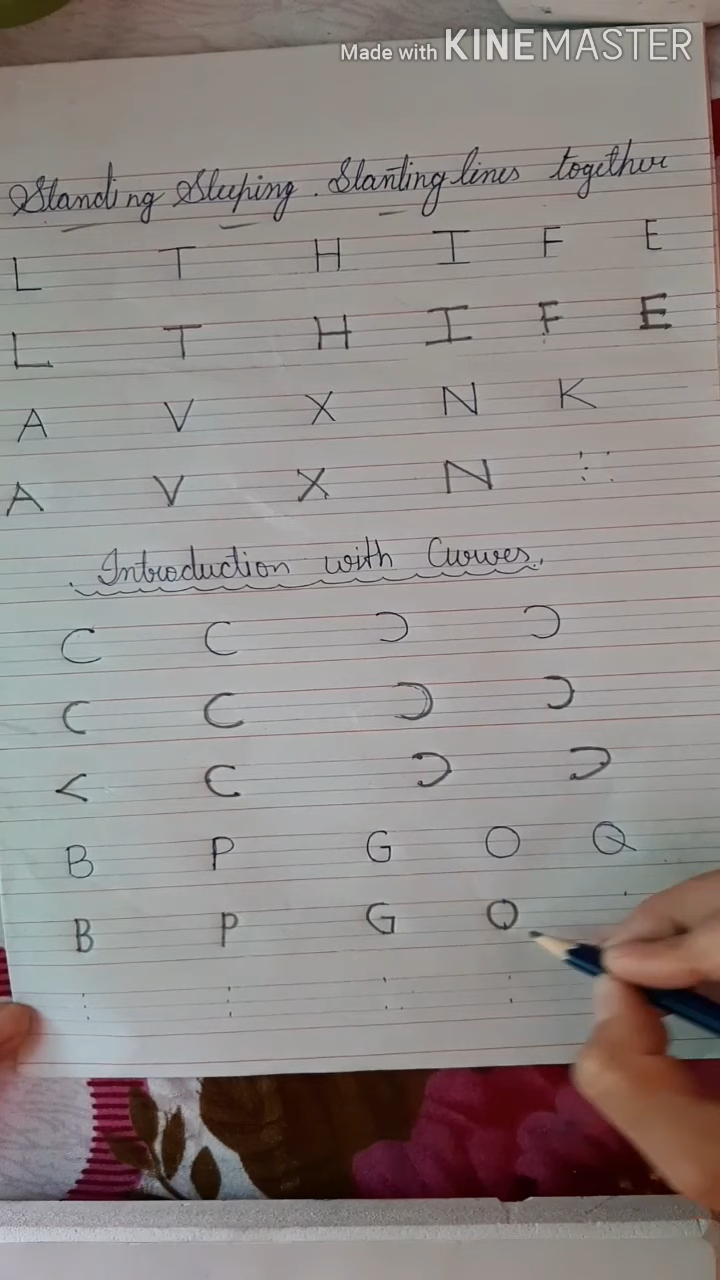 Made with KINEMASTER
Standing Sleeping. Slanting lines together
L T H I F E
L T H I F E
A V X N K
A V X N
Introduction with Curves.
C C Ɔ Ɔ
C C Ɔ Ɔ
< C Ɔ Ɔ
B P G O Q
B P G O